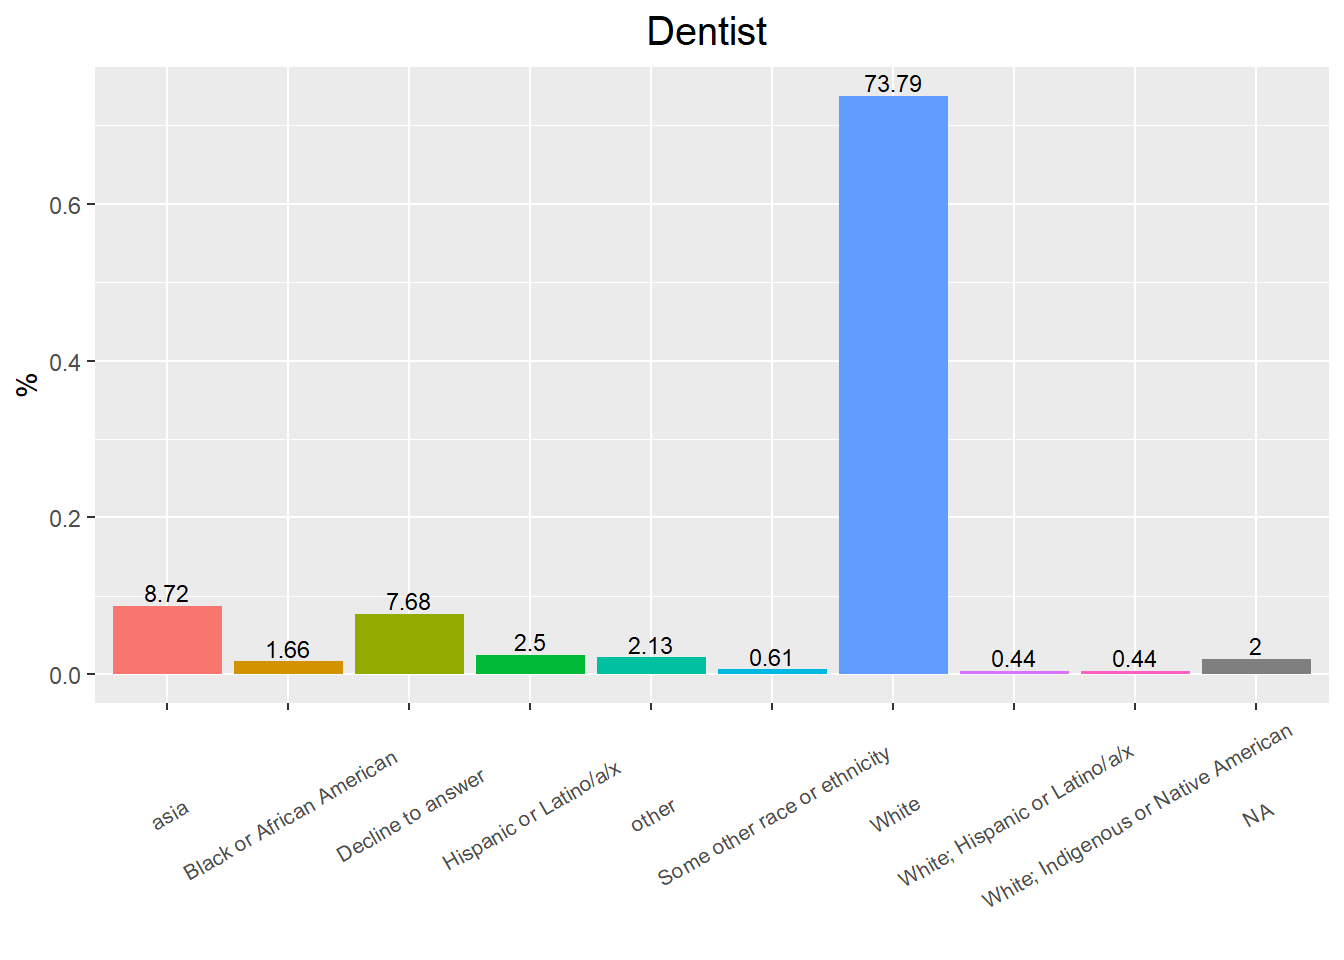 Dentist
%
0.6
0.4
0.2
0.0
8.72
1.66
7.68
2.5
2.13
0.61
73.79
0.44
0.44
2
asia
Black or African American
Decline to answer
Hispanic or Latino/a/x
other
Some other race or ethnicity
White
White; Hispanic or Latino/a/x
White; Indigenous or Native American
NA